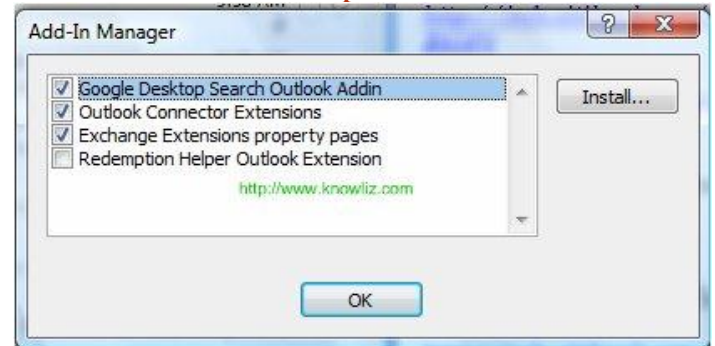 Add-In Manager
Google Desktop Search Outlook Addin
Outlook Connector Extensions
Exchange Extensions property pages
Redemption Helper Outlook Extension
http://www.knowliz.com
Install...
OK